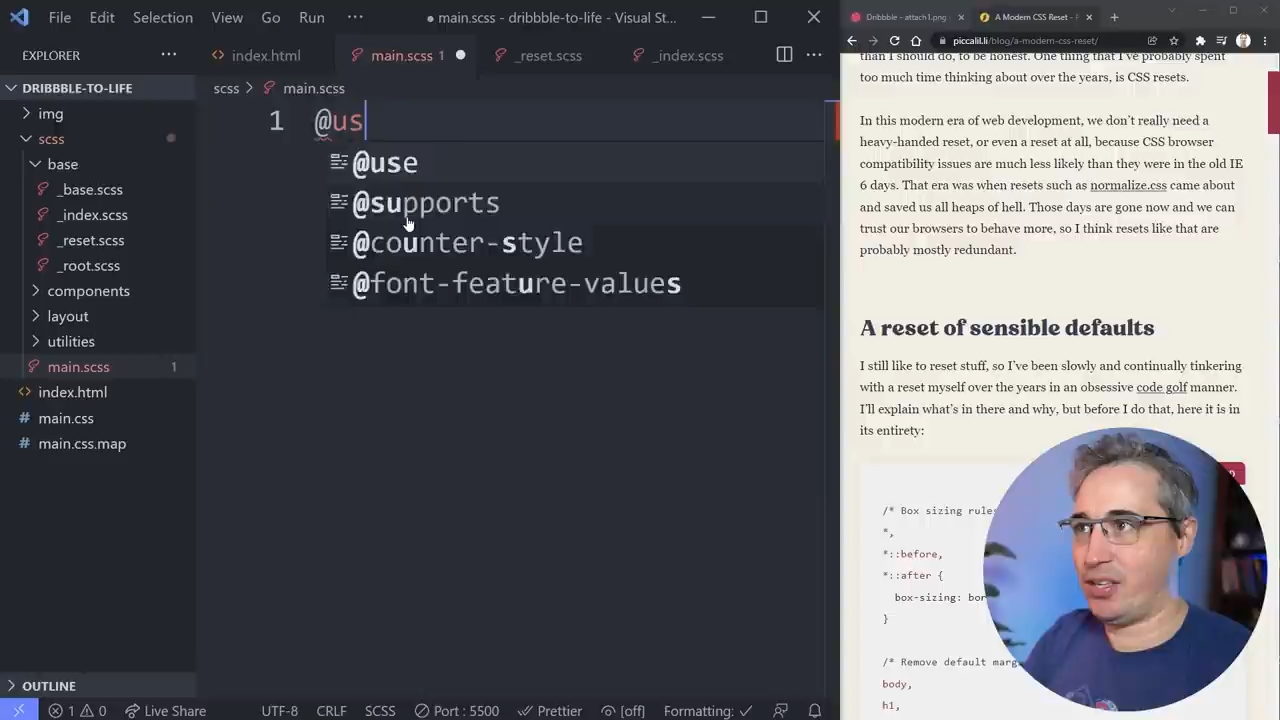 File Edit Selection View Go Run ··· ● main.scss - dribbble-to-life - Visual St...
EXPLORER ···
DRIBBBLE-TO-LIFE
img
scss
base
_base.scss
_index.scss
_reset.scss
_root.scss
components
layout
utilities
main.scss 1
index.html
main.css
main.css.map
OUTLINE
index.html main.scss 1 _reset.scss _index.scss ···
scss > main.scss
1 @us
@use
@supports
@counter-style
@font-feature-values
1 0 Live Share UTF-8 CRLF SCSS Port : 5500 Prettier [off] Formatting:
Dribbble - attach1.png A Modern CSS Reset - P
piccalil.li/blog/a-modern-css-reset/
than I should do, to be honest. One thing that I've probably spent
too much time thinking about over the years, is CSS resets.
In this modern era of web development, we don't really need a
heavy-handed reset, or even a reset at all, because CSS browser
compatibility issues are much less likely than they were in the old IE
6 days. That era was when resets such as normalize.css came about
and saved us all heaps of hell. Those days are gone now and we can
trust our browsers to behave more, so I think resets like that are
probably mostly redundant.
A reset of sensible defaults
I still like to reset stuff, so I've been slowly and continually tinkering
with a reset myself over the years in an obsessive code golf manner.
I'll explain what's in there and why, but before I do that, here it is in
its entirety:
/* Box sizing rules
*,
*::before,
*::after {
box-sizing: bor
}
/* Remove default marg
body,
h1,